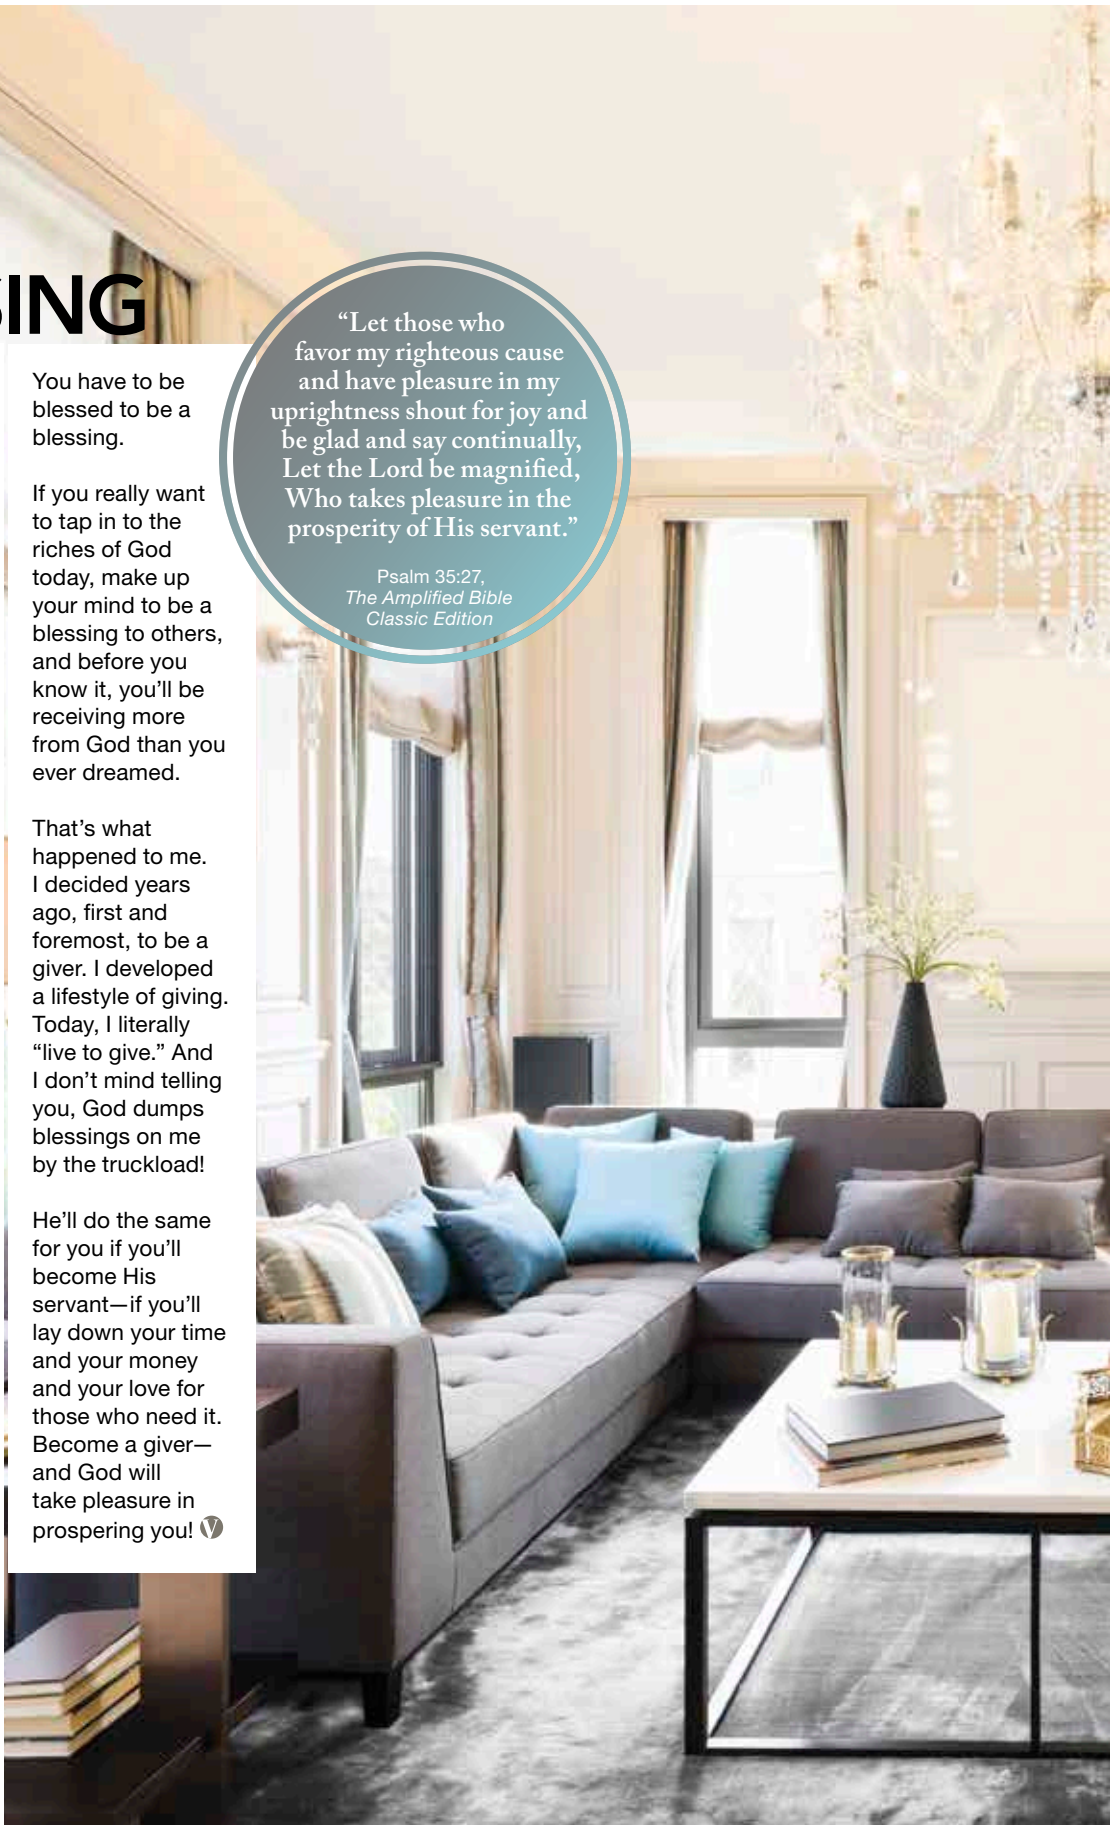 SING
You have to be
blessed to be a
blessing.
If you really want
to tap in to the
riches of God
today, make up
your mind to be a
blessing to others,
and before you
know it, you’ll be
receiving more
from God than you
ever dreamed.
That’s what
happened to me.
I decided years
ago, first and
foremost, to be a
giver. I developed
a lifestyle of giving.
Today, I literally
“live to give.” And
I don’t mind telling
you, God dumps
blessings on me
by the truckload!
He’ll do the same
for you if you’ll
become His
servant—if you’ll
lay down your time
and your money
and your love for
those who need it.
Become a giver—
and God will
take pleasure in
prospering you! V
“Let those who
favor my righteous cause
and have pleasure in my
uprightness shout for joy and
be glad and say continually,
Let the Lord be magnified,
Who takes pleasure in the
prosperity of His servant.”
Psalm 35:27,
The Amplified Bible
Classic Edition